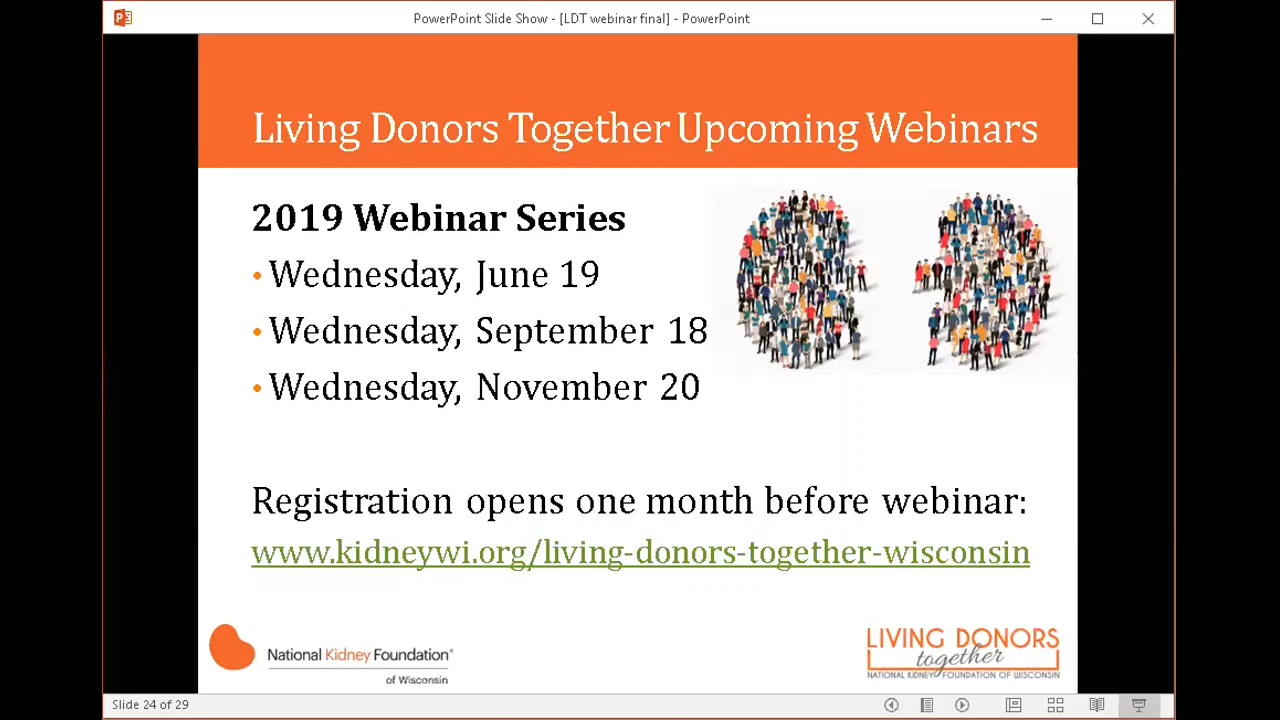 PowerPoint Slide Show - [LDT webinar final] - PowerPoint
Living Donors Together Upcoming Webinars
2019 Webinar Series
• Wednesday, June 19
• Wednesday, September 18
• Wednesday, November 20
Registration opens one month before webinar:
www.kidneywi.org/living-donors-together-wisconsin
National Kidney Foundation®
of Wisconsin
LIVING DONORS
together
NATIONAL KIDNEY FOUNDATION OF WISCONSIN
Slide 24 of 29